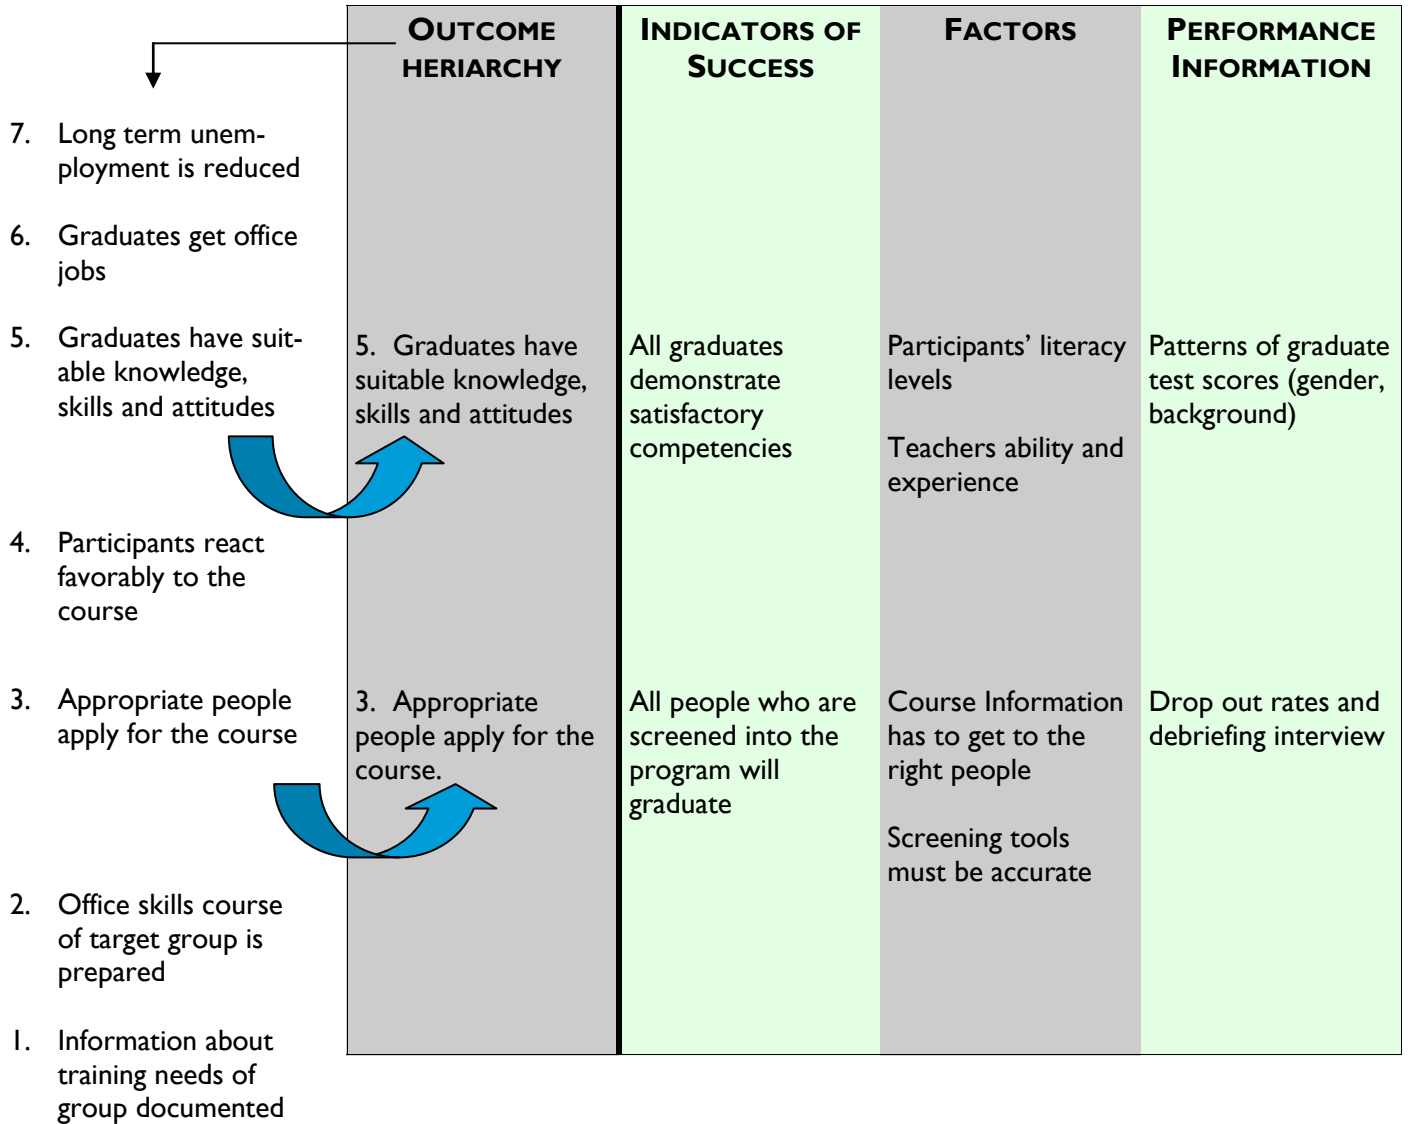 OUTCOME
HERIARCHY
INDICATORS OF
SUCCESS
FACTORS
PERFORMANCE
INFORMATION
7. Long term unem-
ployment is reduced
6. Graduates get office
jobs
5. Graduates have suit-
able knowledge,
skills and attitudes
4. Participants react
favorably to the
course
3. Appropriate people
apply for the course
2. Office skills course
of target group is
prepared
1. Information about
training needs of
group documented
5. Graduates have
suitable knowledge,
skills and attitudes
All graduates
demonstrate
satisfactory
competencies
Participants’ literacy
levels
Teachers ability and
experience
Patterns of graduate
test scores (gender,
background)
3. Appropriate
people apply for the
course.
All people who are
screened into the
program will
graduate
Course Information
has to get to the
right people
Screening tools
must be accurate
Drop out rates and
debriefing interview